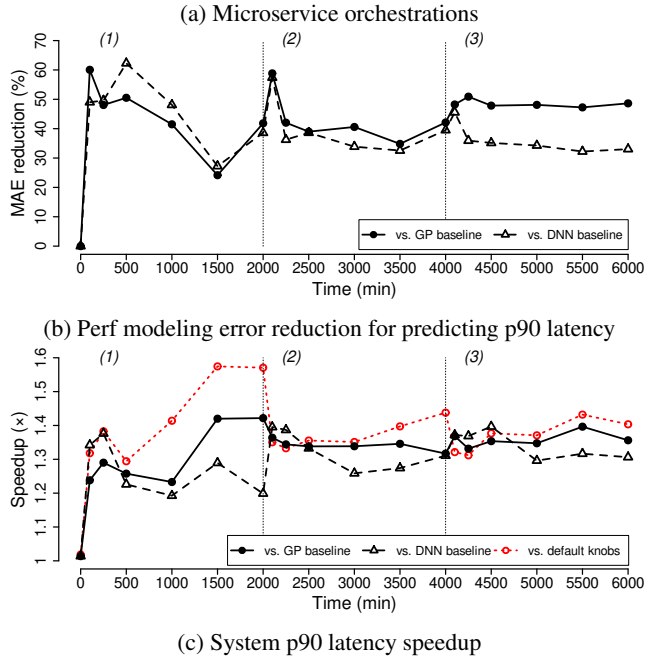 (a) Microservice orchestrations
(1) (2) (3)
MAE reduction (%)
70
60
50
40
30
20
10
0
vs. GP baseline vs. DNN baseline
0 500 1000 1500 2000 2500 3000 3500 4000 4500 5000 5500 6000
Time (min)
(b) Perf modeling error reduction for predicting p90 latency
(1) (2) (3)
Speedup (×)
1.6
1.5
1.4
1.3
1.2
1.1
1
vs. GP baseline vs. DNN baseline vs. default knobs
0 500 1000 1500 2000 2500 3000 3500 4000 4500 5000 5500 6000
Time (min)
(c) System p90 latency speedup